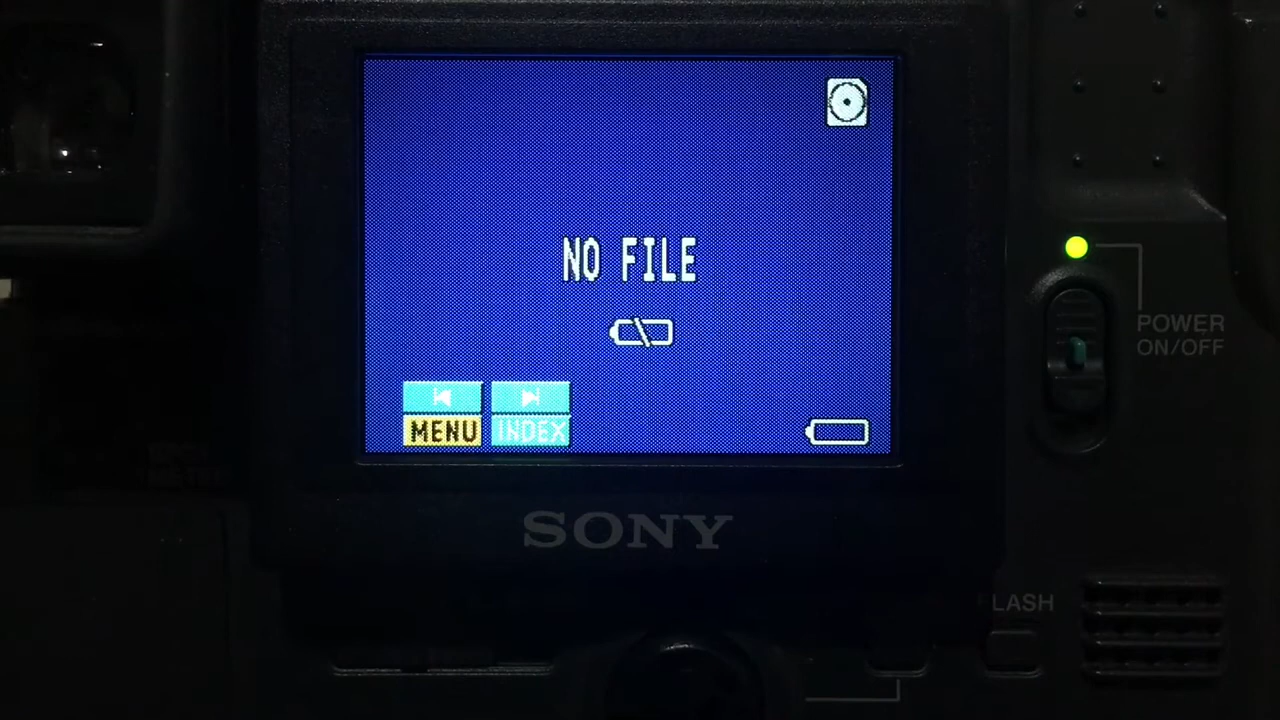 NO FILE
MENU INDEX
SONY
POWER
ON/OFF
LASH